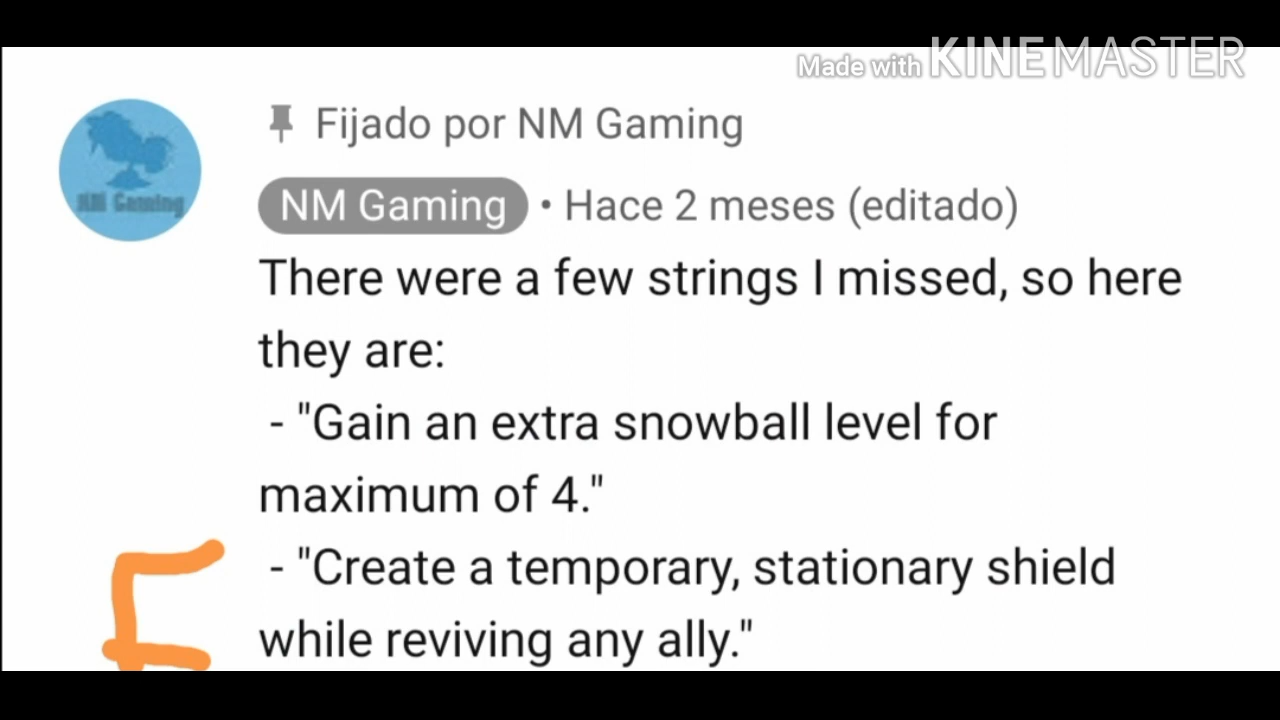 Made with KINEMASTER
Fijado por NM Gaming
NM Gaming • Hace 2 meses (editado)
There were a few strings I missed, so here
they are:
- "Gain an extra snowball level for
maximum of 4."
- "Create a temporary, stationary shield
while reviving any ally."
NM Gaming